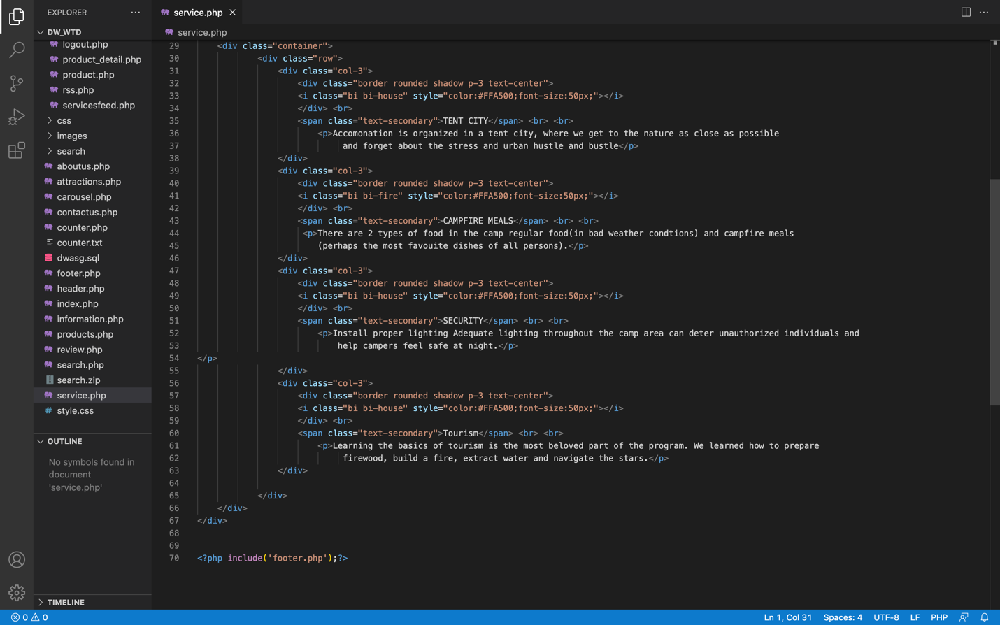 EXPLORER
DW_WTD
logout.php
product_detail.php
product.php
rss.php
servicesfeed.php
css
images
search
aboutus.php
attractions.php
carousel.php
contactus.php
counter.php
counter.txt
dwasg.sql
footer.php
header.php
index.php
information.php
products.php
review.php
search.php
search.zip
service.php
style.css
OUTLINE
No symbols found in
document
'service.php'
TIMELINE
service.php
service.php
29 <div class="container">
30 <div class="row">
31 <div class="col-3">
32 <div class="border rounded shadow p-3 text-center">
33 <i class="bi bi-house" style="color:#FFA500;font-size:50px;"></i>
34 </div> <br>
35 <span class="text-secondary">TENT CITY</span> <br> <br>
36 <p>Accomonation is organized in a tent city, where we get to the nature as close as possible
37 and forget about the stress and urban hustle and bustle</p>
38 </div>
39 <div class="col-3">
40 <div class="border rounded shadow p-3 text-center">
41 <i class="bi bi-fire" style="color:#FFA500;font-size:50px;"></i>
42 </div> <br>
43 <span class="text-secondary">CAMPFIRE MEALS</span> <br> <br>
44 <p>There are 2 types of food in the camp regular food(in bad weather condtions) and campfire meals
45 (perhaps the most favouite dishes of all persons).</p>
46 </div>
47 <div class="col-3">
48 <div class="border rounded shadow p-3 text-center">
49 <i class="bi bi-house" style="color:#FFA500;font-size:50px;"></i>
50 </div> <br>
51 <span class="text-secondary">SECURITY</span> <br> <br>
52 <p>Install proper lighting Adequate lighting throughout the camp area can deter unauthorized individuals and
53 help campers feel safe at night.</p>
54 </p>
55 </div>
56 <div class="col-3">
57 <div class="border rounded shadow p-3 text-center">
58 <i class="bi bi-house" style="color:#FFA500;font-size:50px;"></i>
59 </div> <br>
60 <span class="text-secondary">Tourism</span> <br> <br>
61 <p>Learning the basics of tourism is the most beloved part of the program. We learned how to prepare
62 firewood, build a fire, extract water and navigate the stars.</p>
63 </div>
64
65 </div>
66 </div>
67 </div>
68
69
70 <?php include('footer.php');?>
0 0
Ln 1, Col 31 Spaces: 4 UTF-8 LF PHP